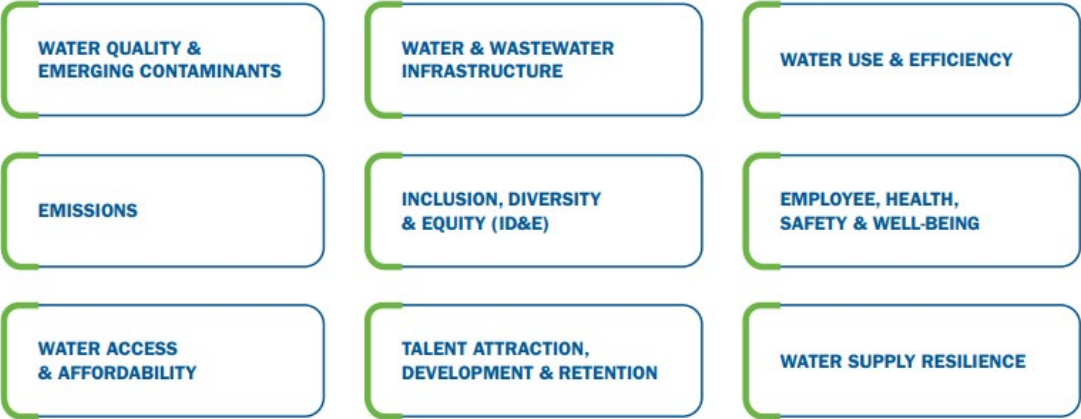 WATER QUALITY &
EMERGING CONTAMINANTS
WATER & WASTEWATER
INFRASTRUCTURE
WATER USE & EFFICIENCY
EMISSIONS
INCLUSION, DIVERSITY
& EQUITY (ID&E)
EMPLOYEE, HEALTH,
SAFETY & WELL-BEING
WATER ACCESS
& AFFORDABILITY
TALENT ATTRACTION,
DEVELOPMENT & RETENTION
WATER SUPPLY RESILIENCE